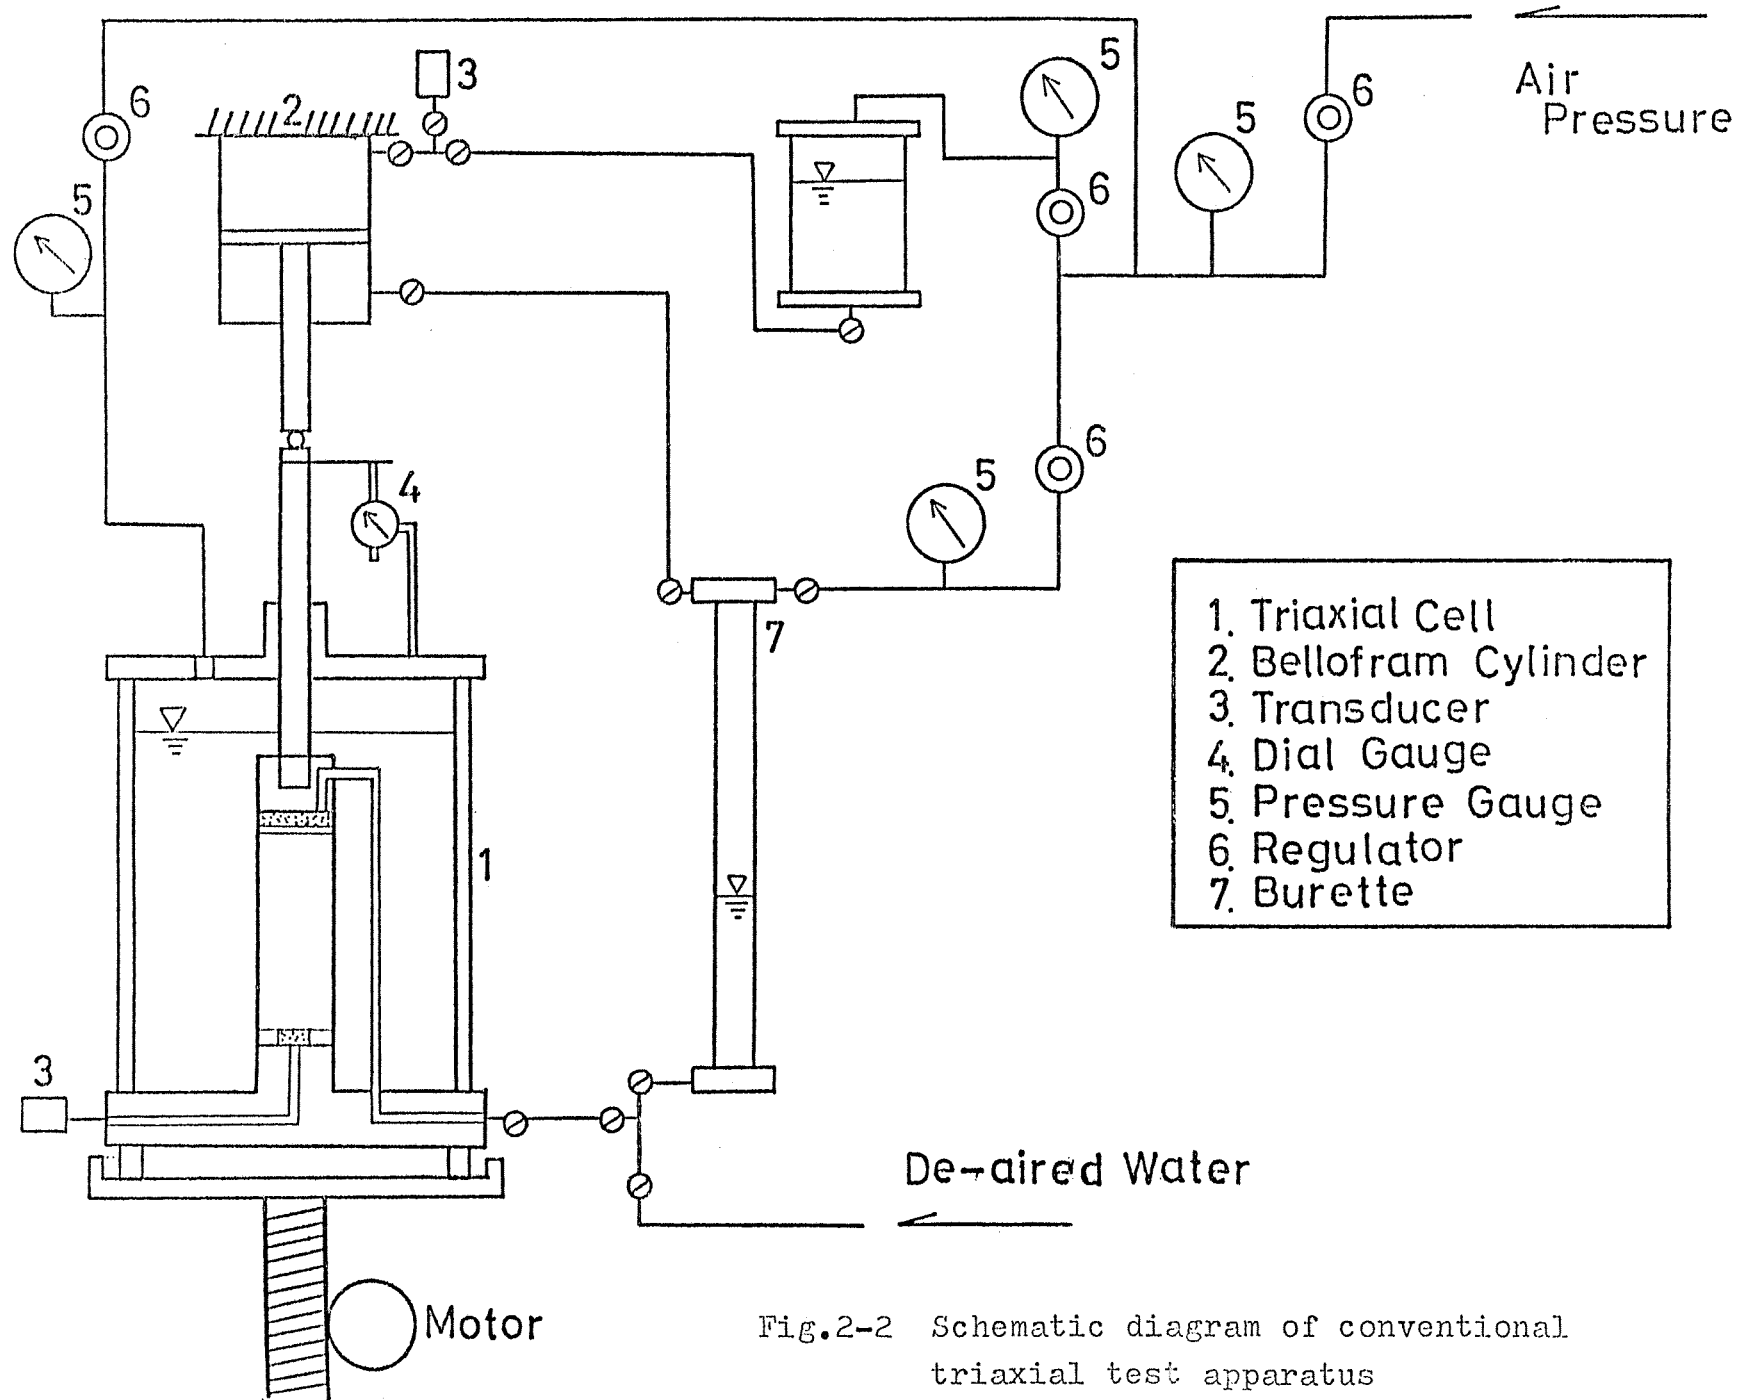 5
6
Air
Pressure
3
6
2
5
5
6
6
5
4
5
6
7
1. Triaxial Cell
2. Bellofram Cylinder
3. Transducer
4. Dial Gauge
5. Pressure Gauge
6. Regulator
7. Burette
1
3
De-aired Water
Motor
Fig.2-2 Schematic diagram of conventional
triaxial test apparatus